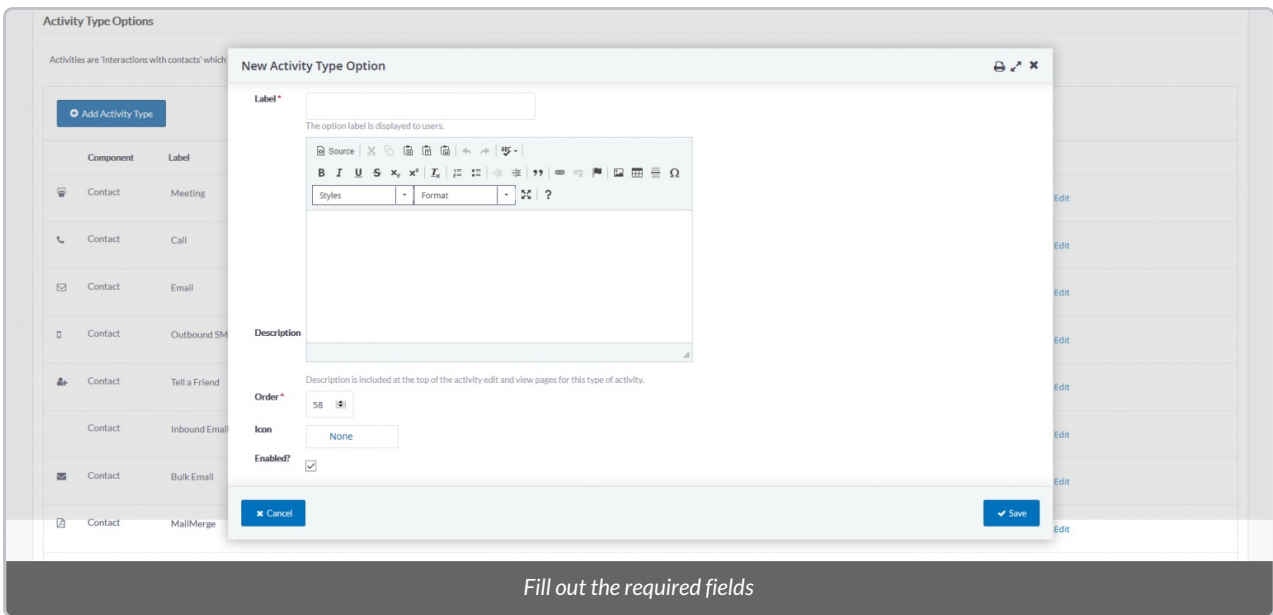 Activity Type Options
Activities are 'interactions with contacts' which
New Activity Type Option
Add Activity Type
Component Label
Contact Meeting Edit
Contact Call Edit
Contact Email Edit
Contact Outbound SM Edit
Contact Tell a Friend Edit
Contact Inbound Email Edit
Contact Bulk Email Edit
Contact MailMerge Edit
Label *
The option label is displayed to users.
Source
B I U S x₂ x² Iₓ Ω
Styles Format ?
Description
Description is included at the top of the activity edit and view pages for this type of activity.
Order *
58
Icon
None
Enabled?
Cancel Save
Fill out the required fields